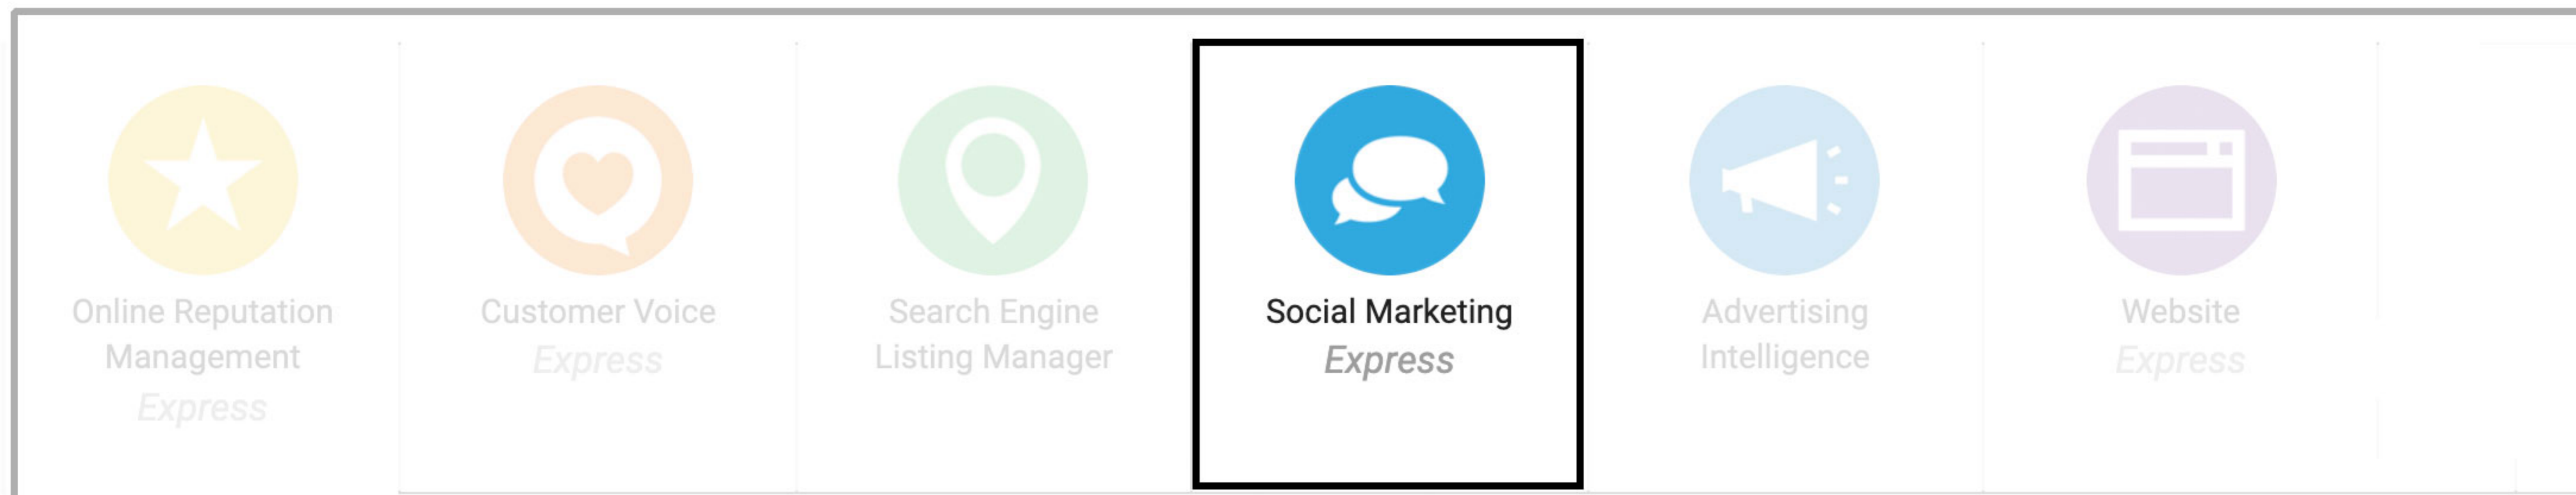 Online Reputation
Management
Express
Customer Voice
Express
Search Engine
Listing Manager
Social Marketing
Express
Advertising
Intelligence
Website
Express